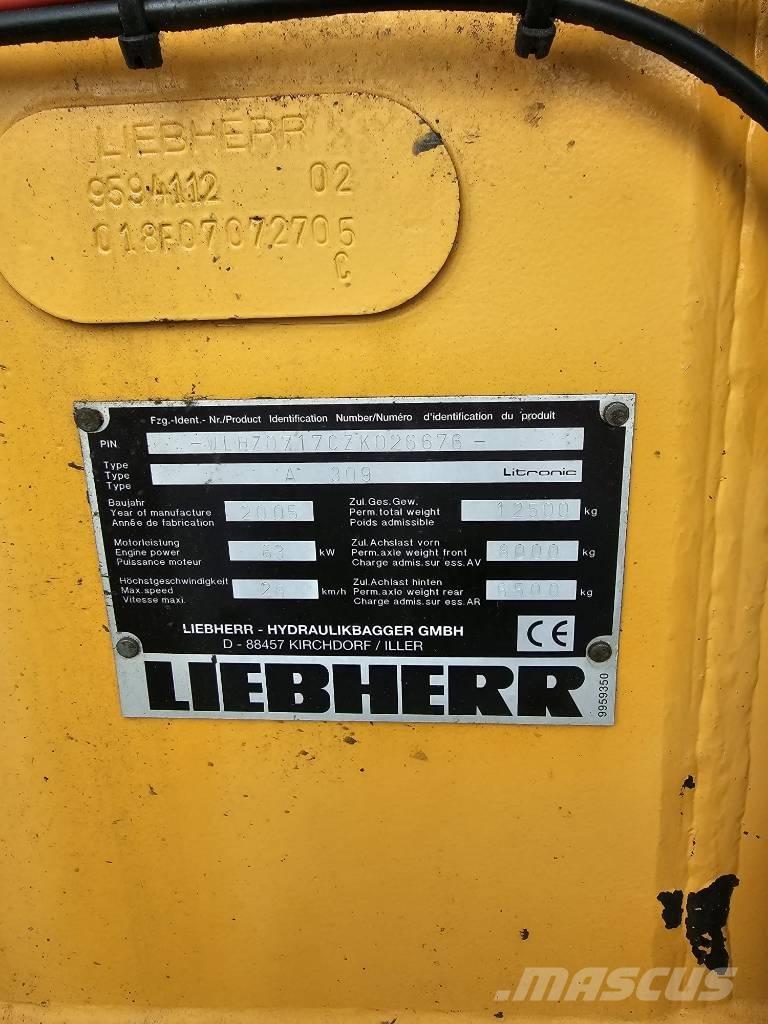 LIEBHERR
9594112 02
018F07072705
C
Fzg.-Ident.- Nr./Product Identification Number/Numéro d'identification du produit
PIN -WLHZ0717CZK026676-
Type
Type A 309 Litronic
Type
Baujahr Zul.Ges.Gew.
Year of manufacture 2005 Perm.total weight 12500 kg
Année de fabrication Poids admissible
Motorleistung Zul.Achslast vorn
Engine power 63 kW Perm.axie weight front 8000 kg
Puissance moteur Charge admis.sur ess.AV
Höchstgeschwindigkeit Zul.Achlast hinten
Max.speed km/h Perm.axie weight rear kg
Vitesse maxi. Charge admis.sur ess.AR
LIEBHERR - HYDRAULIKBAGGER GMBH
D - 88457 KIRCHDORF / ILLER
CE
LIEBHERR
9959350
MASCUS